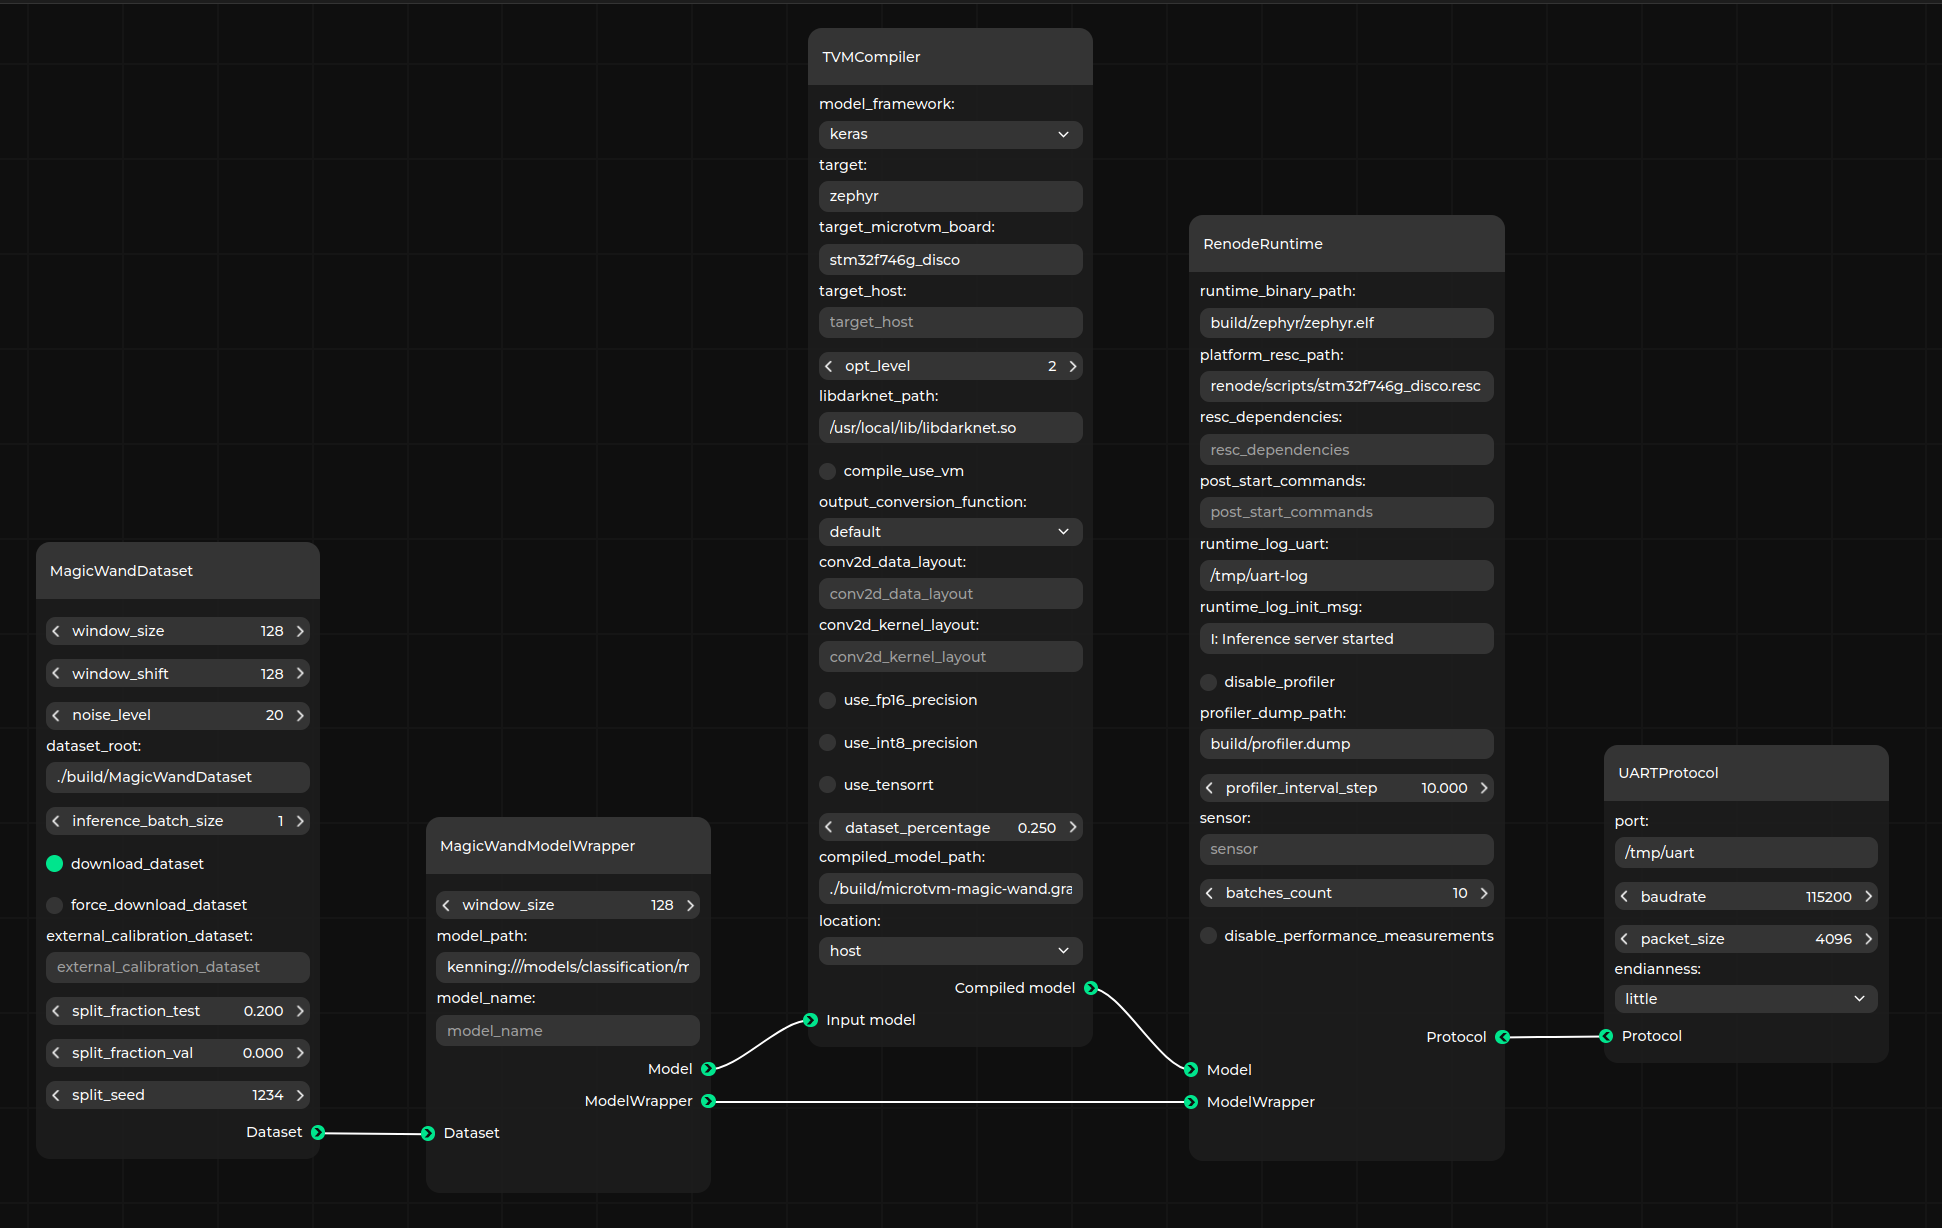 MagicWandDataset
window_size 128
window_shift 128
noise_level 20
dataset_root:
./build/MagicWandDataset
inference_batch_size 1
download_dataset
force_download_dataset
external_calibration_dataset:
external_calibration_dataset
split_fraction_test 0.200
split_fraction_val 0.000
split_seed 1234
Dataset
MagicWandModelWrapper
window_size 128
model_path:
kenning:///models/classification/m
model_name:
model_name
Model
ModelWrapper
Dataset
TVMCompiler
model_framework:
keras
target:
zephyr
target_microtvm_board:
stm32f746g_disco
target_host:
target_host
opt_level 2
libdarknet_path:
/usr/local/lib/libdarknet.so
compile_use_vm
output_conversion_function:
default
conv2d_data_layout:
conv2d_data_layout
conv2d_kernel_layout:
conv2d_kernel_layout
use_fp16_precision
use_int8_precision
use_tensorrt
dataset_percentage 0.250
compiled_model_path:
./build/microtvm-magic-wand.gra
location:
host
Compiled model
Input model
RenodeRuntime
runtime_binary_path:
build/zephyr/zephyr.elf
platform_resc_path:
renode/scripts/stm32f746g_disco.resc
resc_dependencies:
resc_dependencies
post_start_commands:
post_start_commands
runtime_log_uart:
/tmp/uart-log
runtime_log_init_msg:
I: Inference server started
disable_profiler
profiler_dump_path:
build/profiler.dump
profiler_interval_step 10.000
sensor:
sensor
batches_count 10
disable_performance_measurements
Protocol
Model
ModelWrapper
UARTProtocol
port:
/tmp/uart
baudrate 115200
packet_size 4096
endianness:
little
Protocol